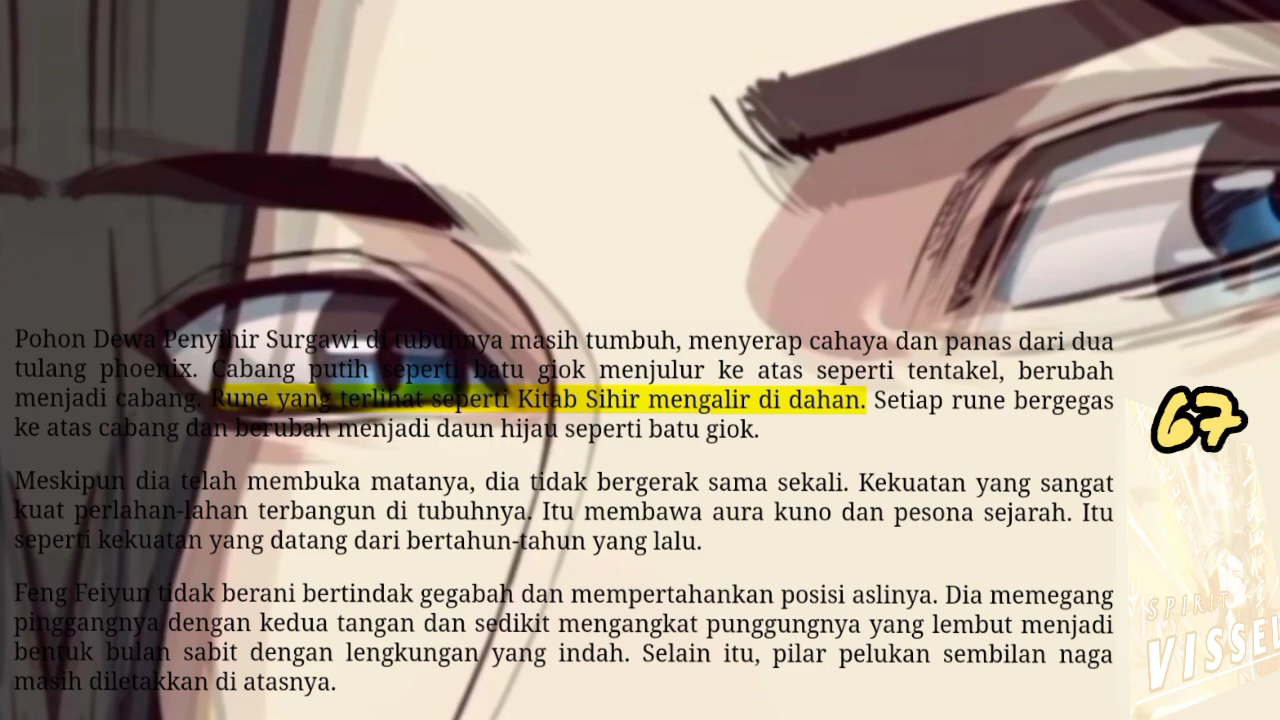 Pohon Dewa Penyihir Surgawi di tubuhnya masih tumbuh, menyerap cahaya dan panas dari dua
tulang phoenix. Cabang putih seperti batu giok menjulur ke atas seperti tentakel, berubah
menjadi cabang. Rune yang terlihat seperti Kitab Sihir mengalir di dahan. Setiap rune bergegas
ke atas cabang dan berubah menjadi daun hijau seperti batu giok.
Meskipun dia telah membuka matanya, dia tidak bergerak sama sekali. Kekuatan yang sangat
kuat perlahan-lahan terbangun di tubuhnya. Itu membawa aura kuno dan pesona sejarah. Itu
seperti kekuatan yang datang dari bertahun-tahun yang lalu.
Feng Feiyun tidak berani bertindak gegabah dan mempertahankan posisi aslinya. Dia memegang
pinggangnya dengan kedua tangan dan sedikit mengangkat punggungnya yang lembut menjadi
bentuk bulan sabit dengan lengkungan yang indah. Selain itu, pilar pelukan sembilan naga
masih diletakkan di atasnya.
67
SPIRIT
VISSEL